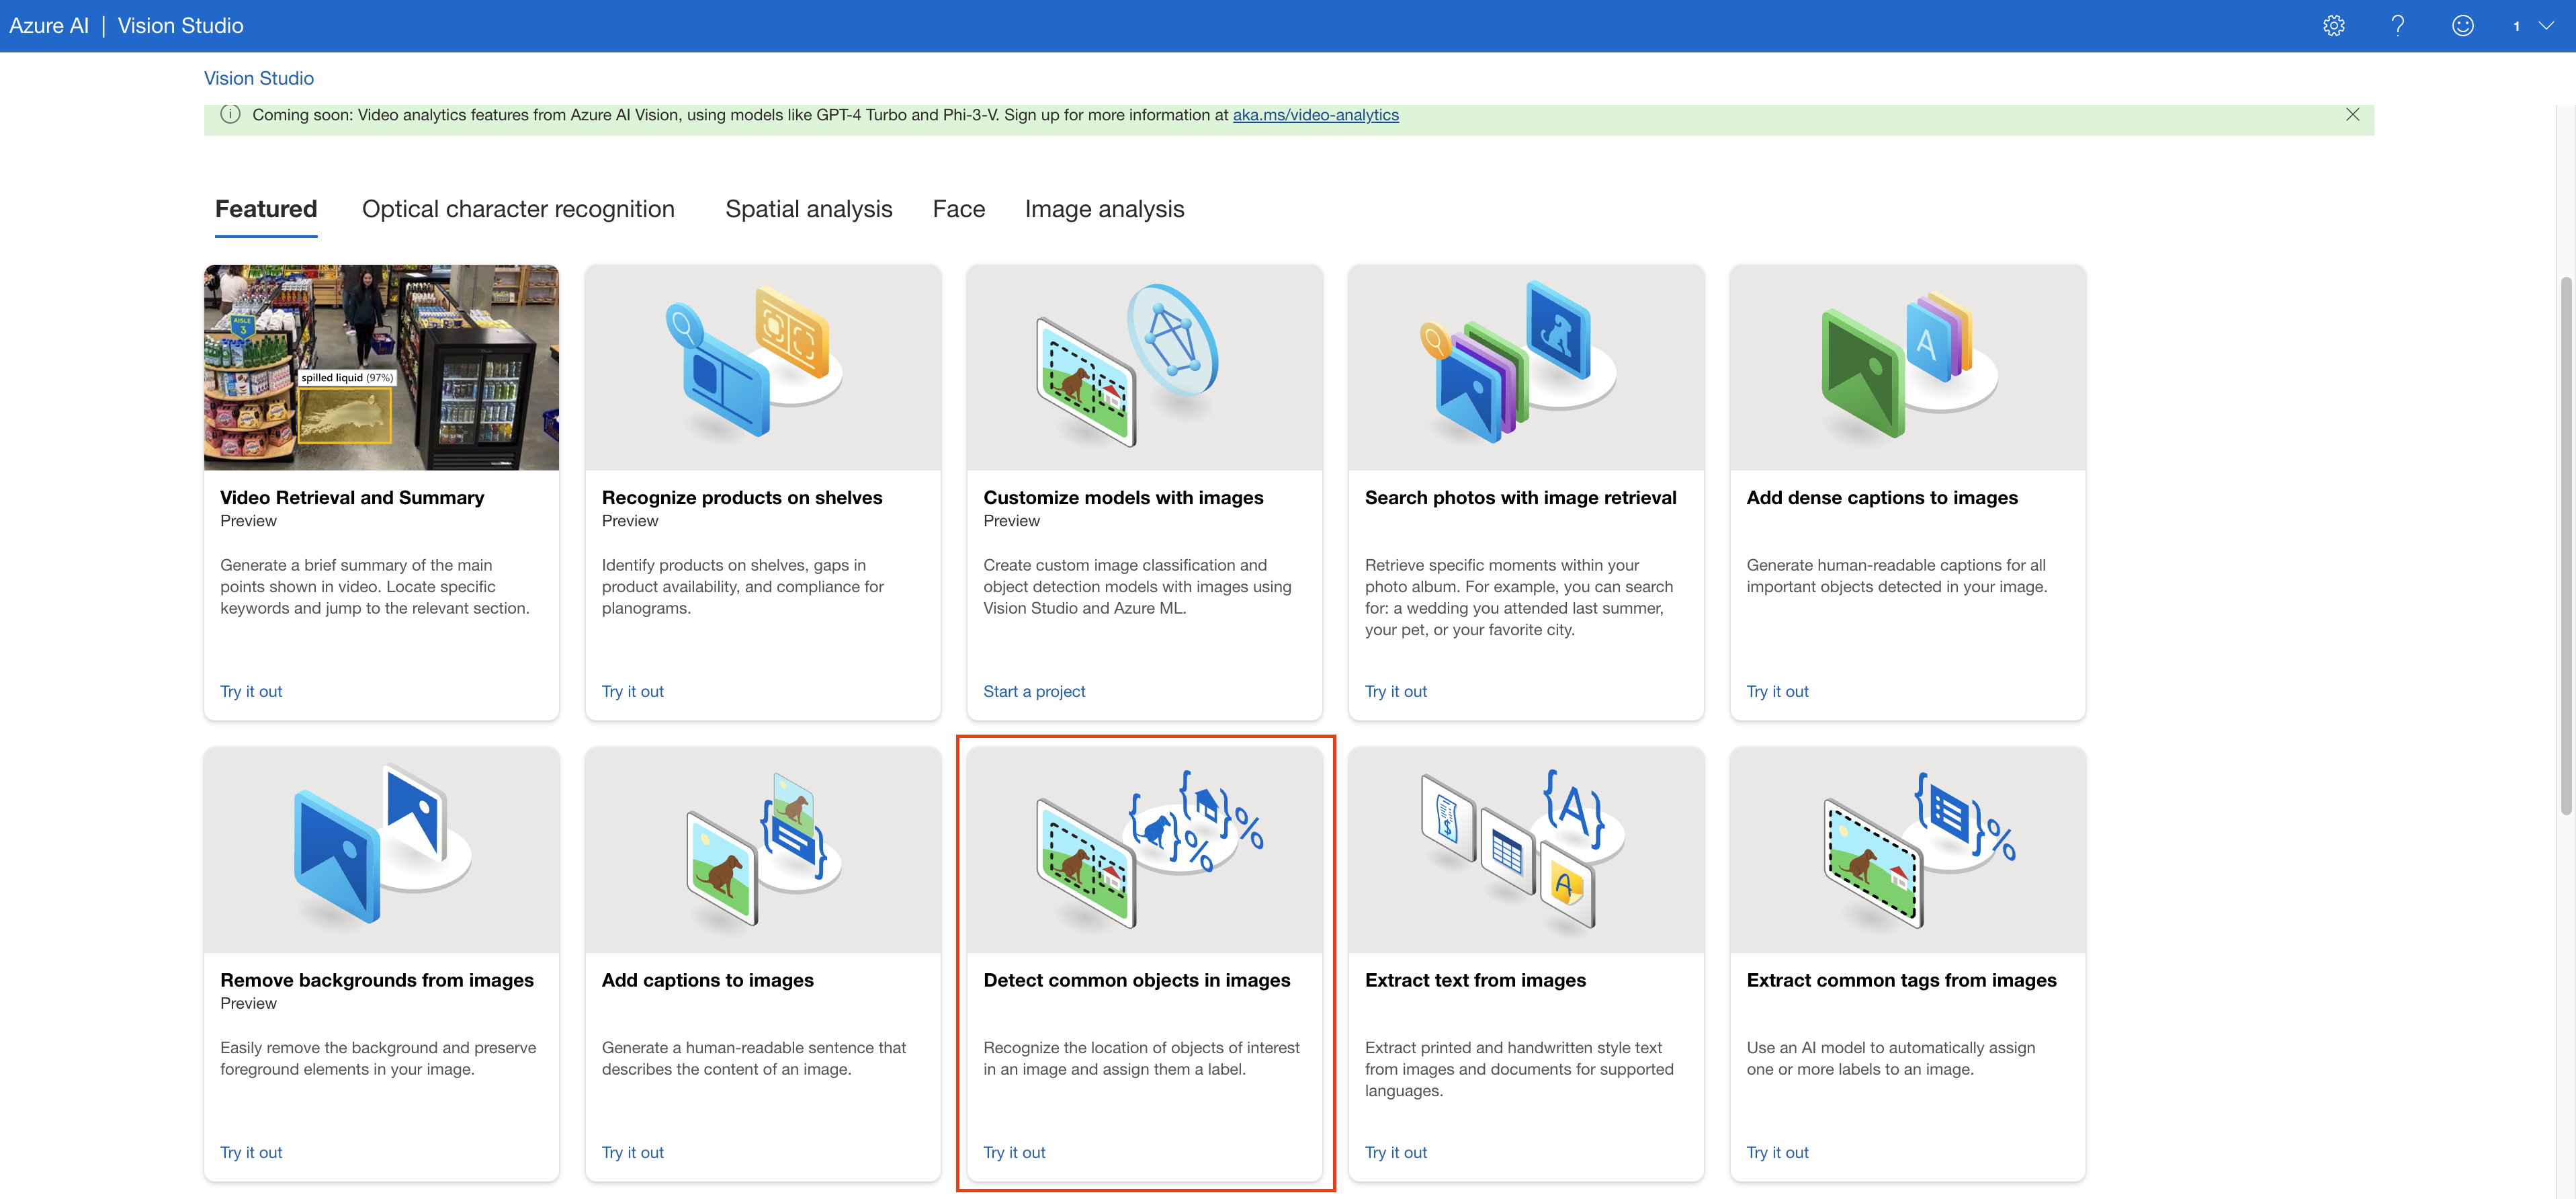 Azure AI | Vision Studio
1
Vision Studio
Coming soon: Video analytics features from Azure AI Vision, using models like GPT-4 Turbo and Phi-3-V. Sign up for more information at aka.ms/video-analytics
Featured Optical character recognition Spatial analysis Face Image analysis
AISLE
3
spilled liquid (97%)
A
Video Retrieval and Summary
Preview
Generate a brief summary of the main
points shown in video. Locate specific
keywords and jump to the relevant section.
Try it out
Recognize products on shelves
Preview
Identify products on shelves, gaps in
product availability, and compliance for
planograms.
Try it out
Customize models with images
Preview
Create custom image classification and
object detection models with images using
Vision Studio and Azure ML.
Start a project
Search photos with image retrieval
Retrieve specific moments within your
photo album. For example, you can search
for: a wedding you attended last summer,
your pet, or your favorite city.
Try it out
Add dense captions to images
Generate human-readable captions for all
important objects detected in your image.
Try it out
Remove backgrounds from images
Preview
Easily remove the background and preserve
foreground elements in your image.
Try it out
Add captions to images
Generate a human-readable sentence that
describes the content of an image.
Try it out
{ }% { }%
Detect common objects in images
Recognize the location of objects of interest
in an image and assign them a label.
Try it out
$
{A}
A
Extract text from images
Extract printed and handwritten style text
from images and documents for supported
languages.
Try it out
{ }%
Extract common tags from images
Use an AI model to automatically assign
one or more labels to an image.
Try it out